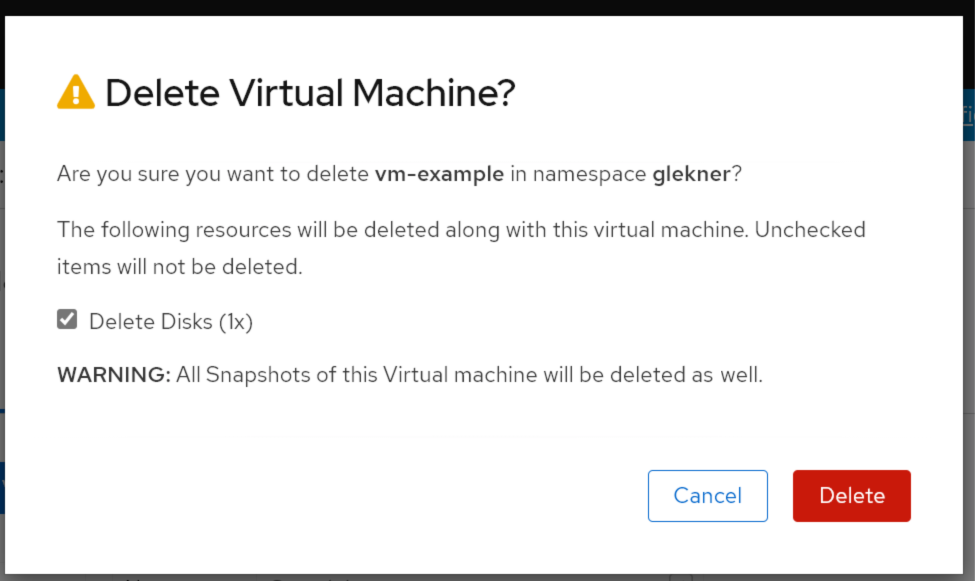 Delete Virtual Machine?
Are you sure you want to delete vm-example in namespace glekner?
The following resources will be deleted along with this virtual machine. Unchecked
items will not be deleted.
Delete Disks (1x)
WARNING: All Snapshots of this Virtual machine will be deleted as well.
Cancel
Delete